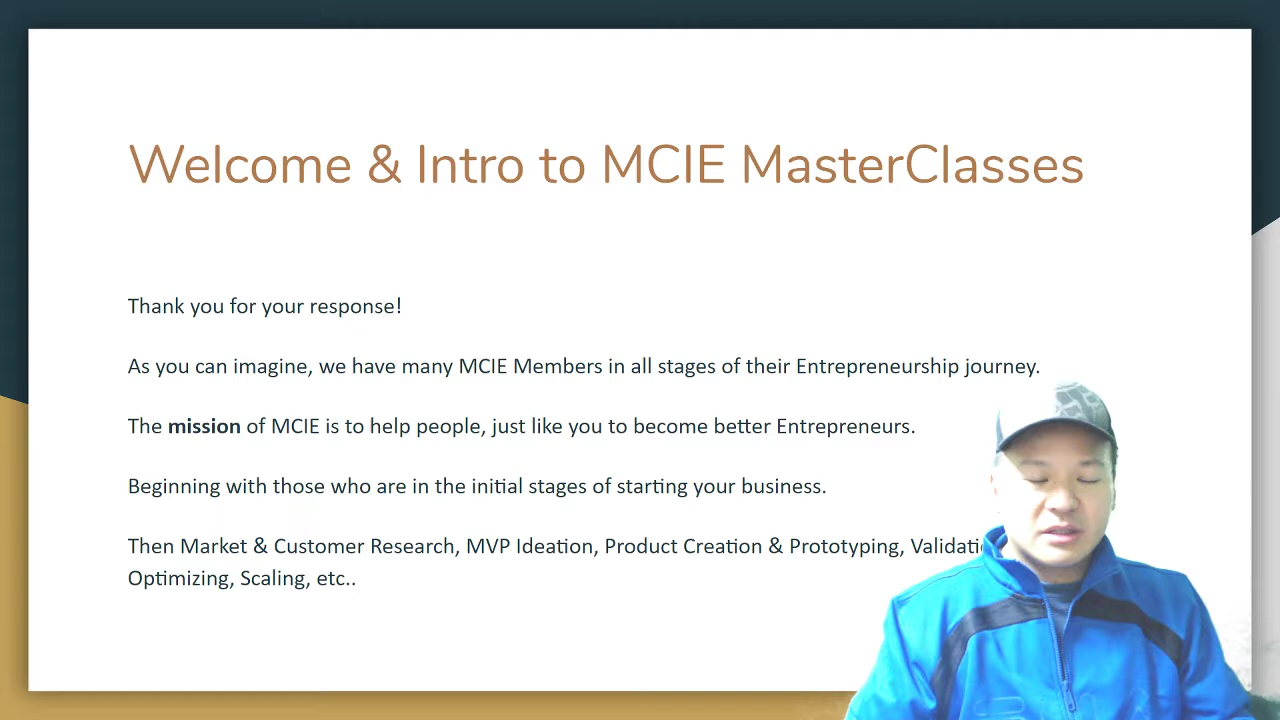 Welcome & Intro to MCIE MasterClasses
Thank you for your response!
As you can imagine, we have many MCIE Members in all stages of their Entrepreneurship journey.
The mission of MCIE is to help people, just like you to become better Entrepreneurs.
Beginning with those who are in the initial stages of starting your business.
Then Market & Customer Research, MVP Ideation, Product Creation & Prototyping,
Optimizing, Scaling, etc..